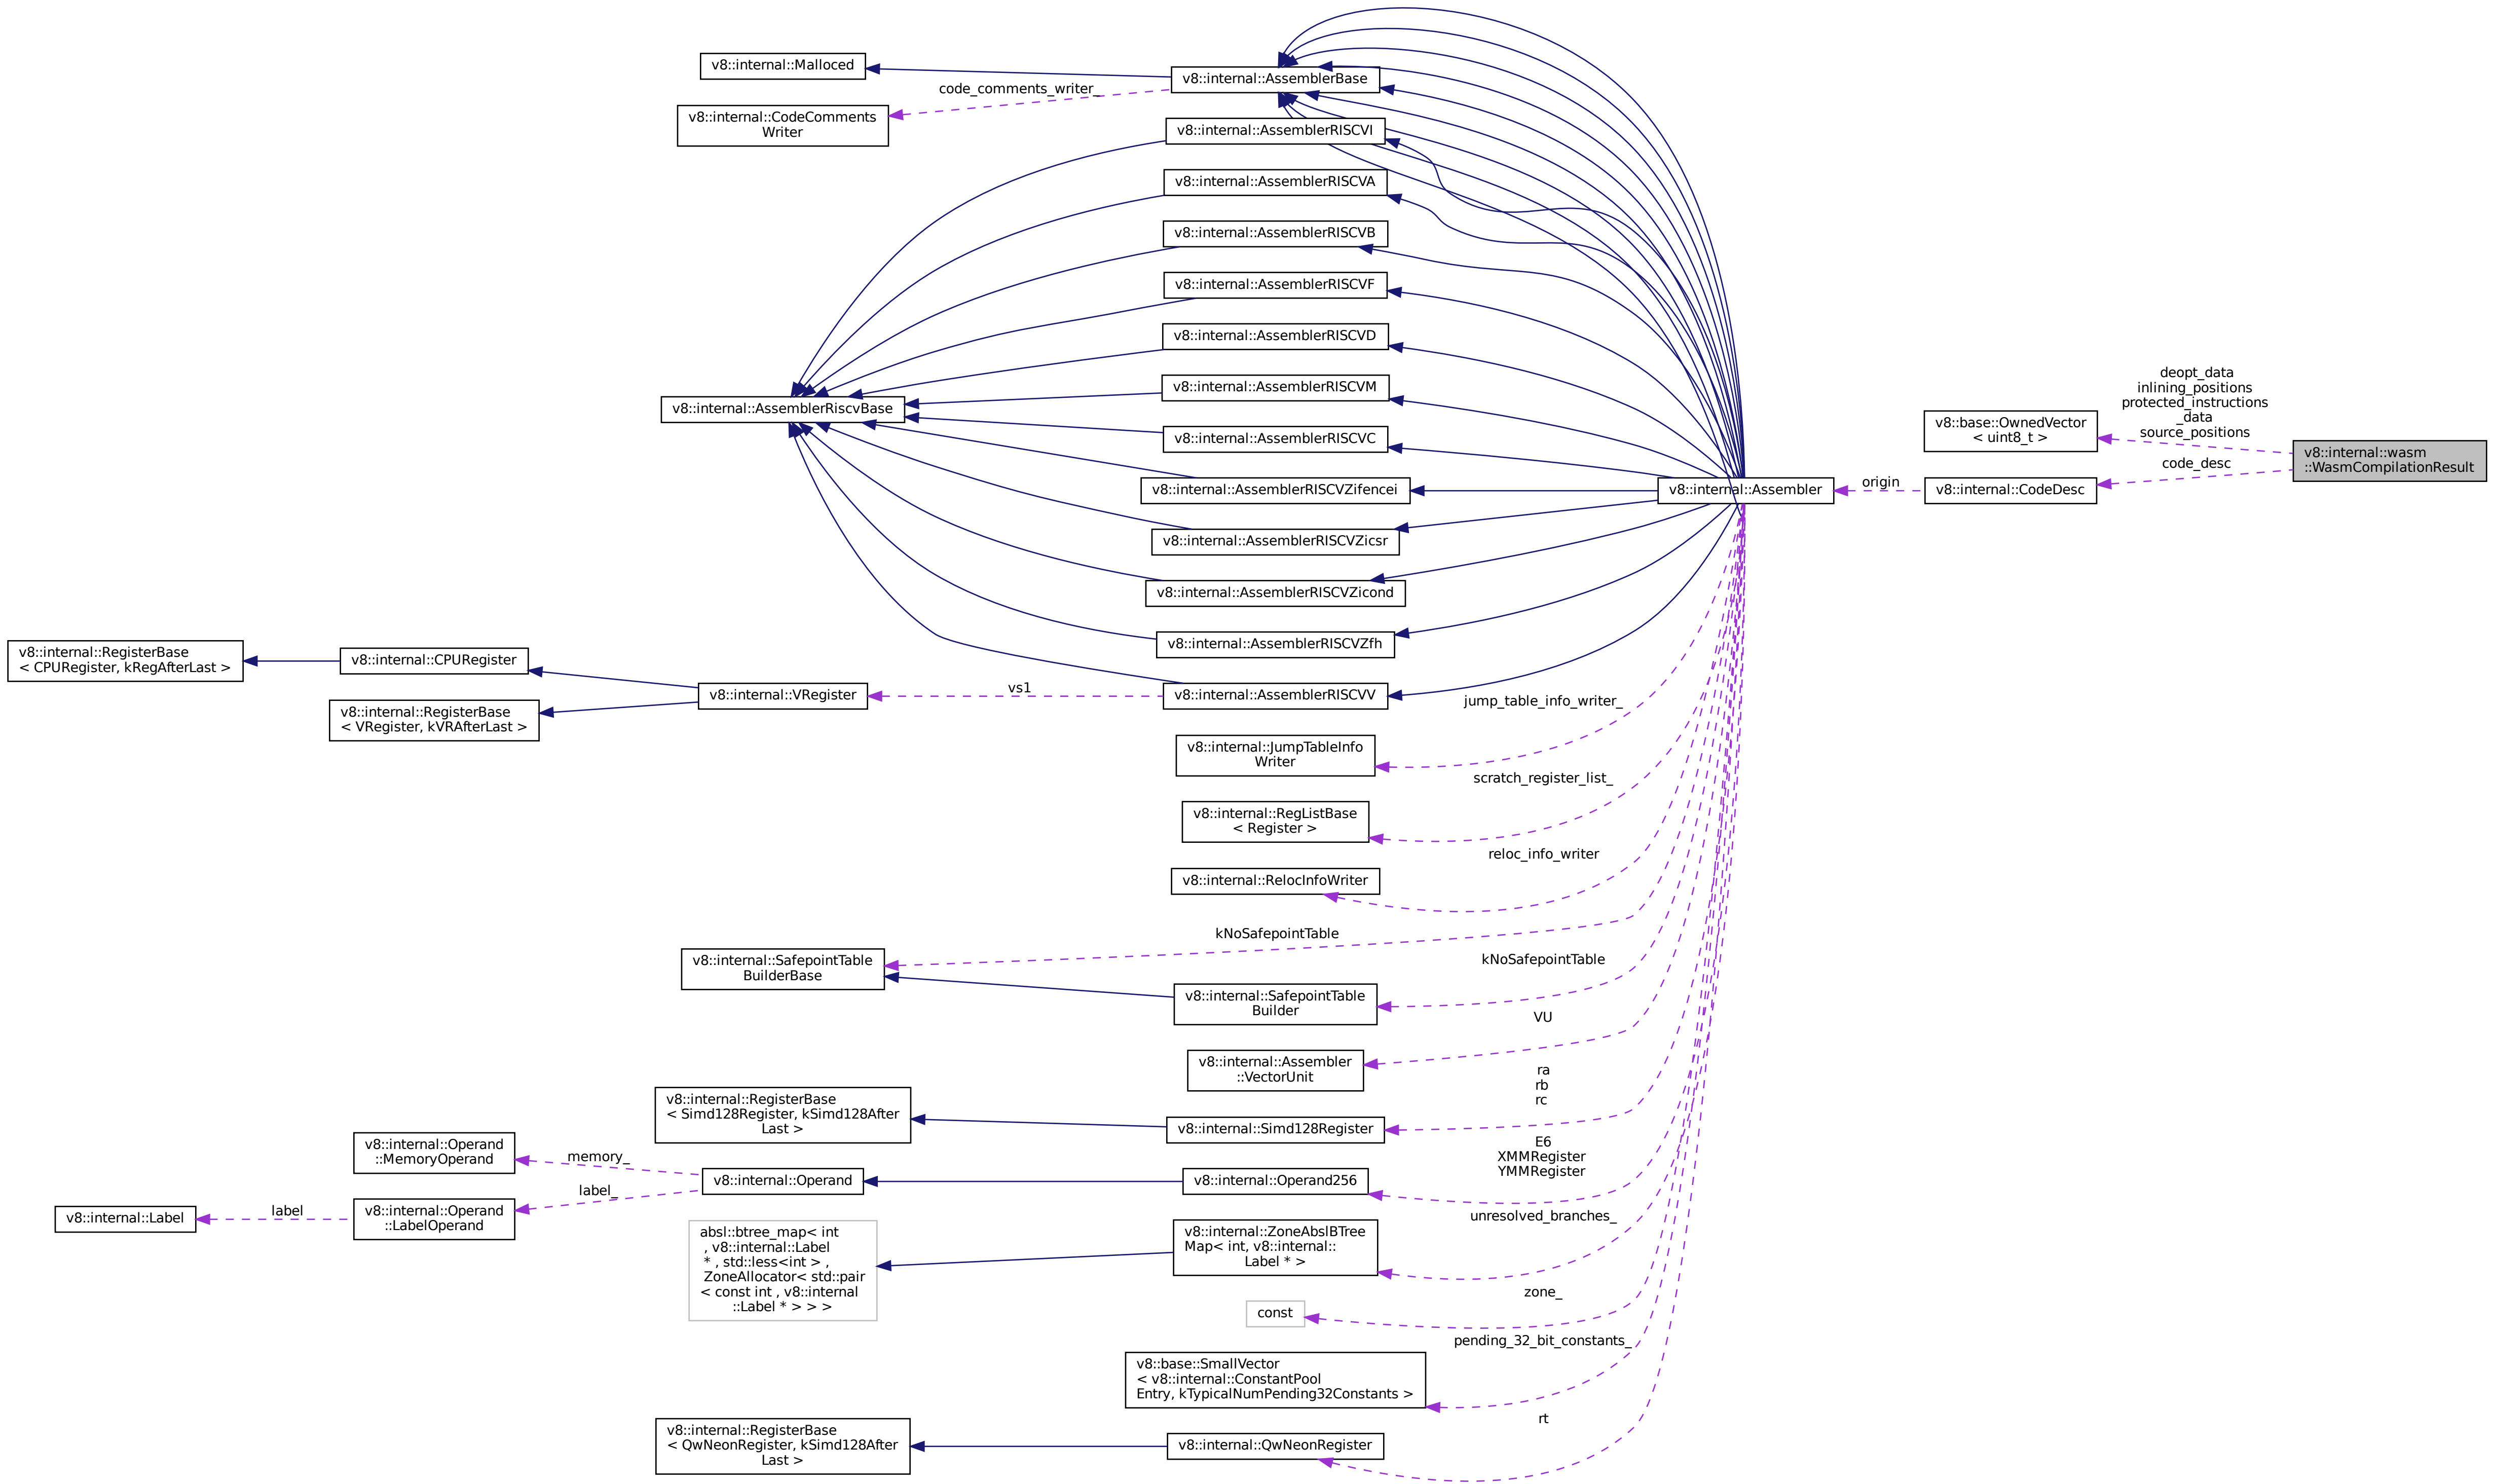 v8::internal::Malloced
v8::internal::AssemblerBase
code_comments_writer_
v8::internal::CodeComments
Writer
v8::internal::AssemblerRISCVI
v8::internal::AssemblerRISCVA
v8::internal::AssemblerRISCVB
v8::internal::AssemblerRISCVF
v8::internal::AssemblerRISCVD
v8::internal::AssemblerRISCVM
v8::internal::AssemblerRiscvBase
v8::internal::AssemblerRISCVC
v8::internal::AssemblerRISCVZifencei
v8::internal::AssemblerRISCVZicsr
v8::internal::AssemblerRISCVZicond
v8::internal::AssemblerRISCVZfh
v8::internal::AssemblerRISCVV
v8::internal::Assembler
origin
v8::base::OwnedVector
< uint8_t >
v8::internal::CodeDesc
deopt_data
inlining_positions
protected_instructions
_data
source_positions
code_desc
v8::internal::wasm
::WasmCompilationResult
v8::internal::RegisterBase
< CPURegister, kRegAfterLast >
v8::internal::CPURegister
v8::internal::RegisterBase
< VRegister, kVRAfterLast >
v8::internal::VRegister
vs1
jump_table_info_writer_
v8::internal::JumpTableInfo
Writer
scratch_register_list_
v8::internal::RegListBase
< Register >
reloc_info_writer
v8::internal::RelocInfoWriter
kNoSafepointTable
v8::internal::SafepointTable
BuilderBase
kNoSafepointTable
v8::internal::SafepointTable
Builder
VU
v8::internal::Assembler
::VectorUnit
ra
rb
rc
v8::internal::RegisterBase
< Simd128Register, kSimd128After
Last >
v8::internal::Simd128Register
E6
XMMRegister
YMMRegister
v8::internal::Operand
::MemoryOperand
memory_
v8::internal::Operand
v8::internal::Operand256
label_
v8::internal::Label
label
v8::internal::Operand
::LabelOperand
unresolved_branches_
absl::btree_map< int
, v8::internal::Label
* , std::less<int > ,
ZoneAllocator< std::pair
< const int , v8::internal
::Label * > > >
v8::internal::ZoneAbslBTree
Map< int, v8::internal::
Label * >
zone_
const
pending_32_bit_constants_
v8::base::SmallVector
< v8::internal::ConstantPool
Entry, kTypicalNumPending32Constants >
rt
v8::internal::RegisterBase
< QwNeonRegister, kSimd128After
Last >
v8::internal::QwNeonRegister